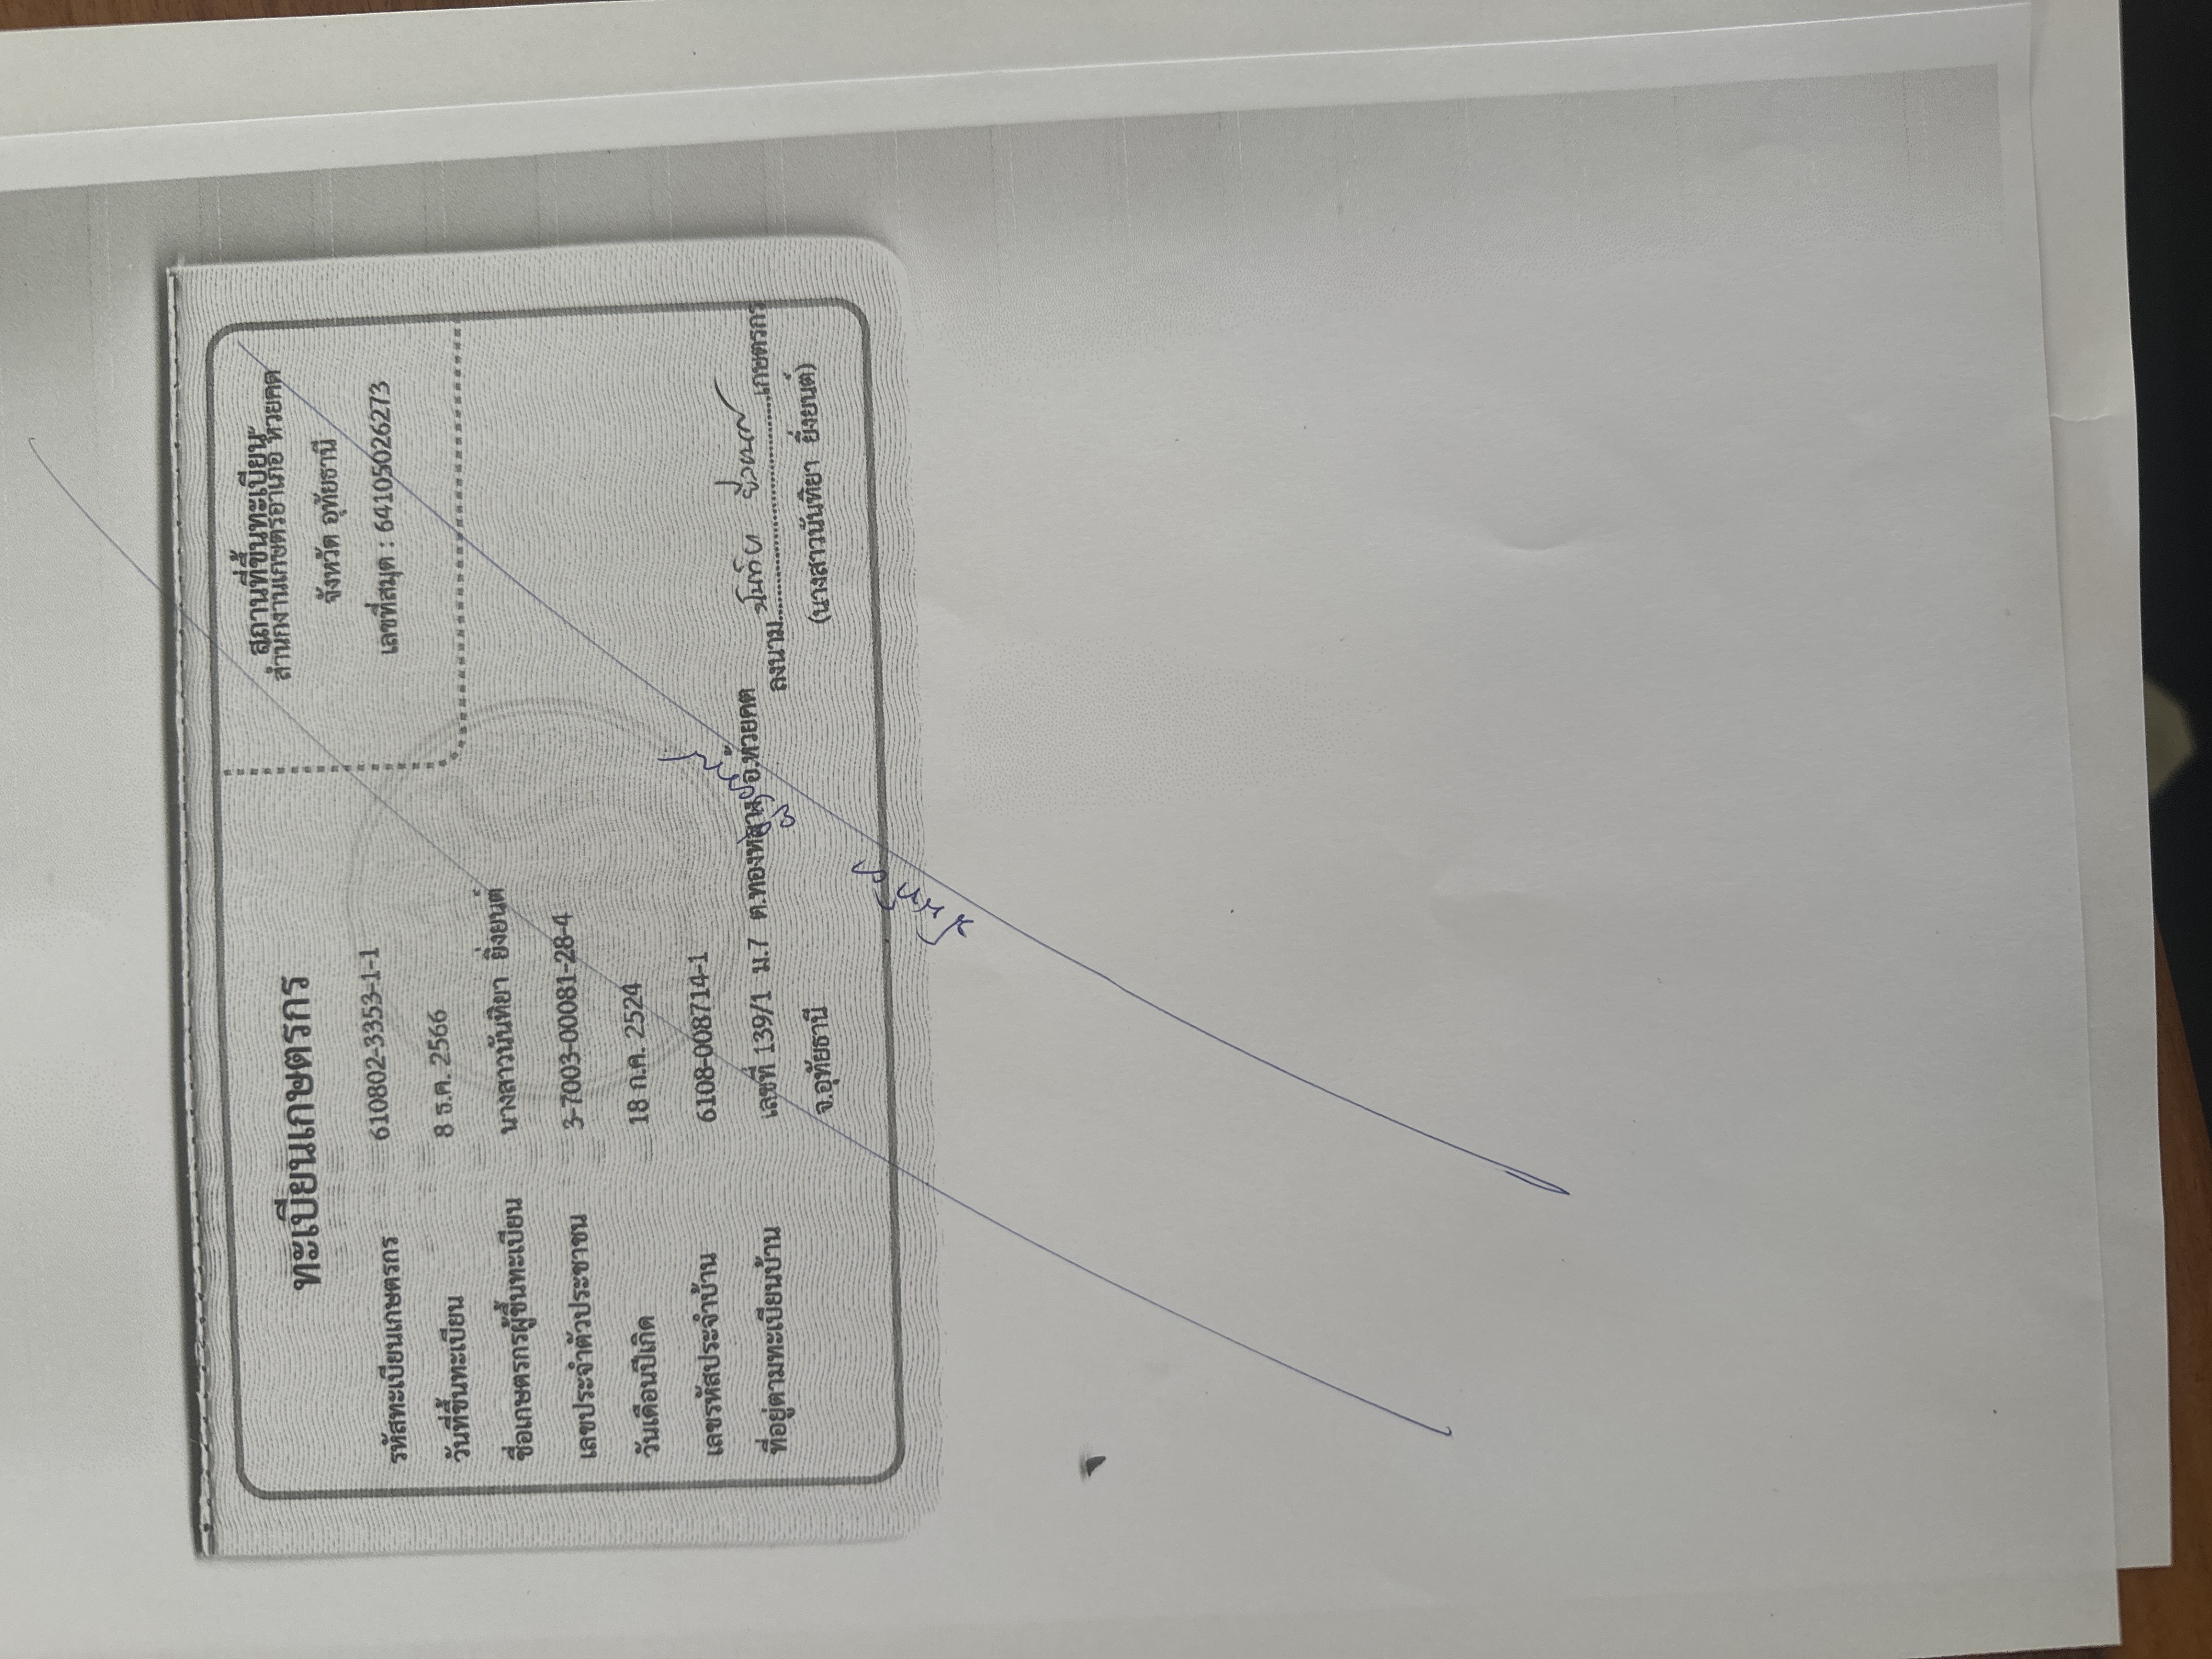 ทะเบียนเกษตรกร
รหัสทะเบียนเกษตรกร 610802-3353-1-1
วันที่ขึ้นทะเบียน 8 ธ.ค. 2566
ชื่อเกษตรกรผู้ขึ้นทะเบียน นางสาวนันทิยา ยิ่งยนต์
เลขประจำตัวประชาชน 3-7003-00081-28-4
วันเดือนปีเกิด 18 ก.ค. 2524
เลขรหัสประจำบ้าน 6108-008714-1
ที่อยู่ตามทะเบียนบ้าน เลขที่ 139/1 ม.7 ต.ทองหลาง อ.ห้วยคต
จ.อุทัยธานี
สถานที่ขึ้นทะเบียน
สำนักงานเกษตรอำเภอ ห้วยคต
จังหวัด อุทัยธานี
เลขที่สมุด : 64105026273
ลงนาม นันทิยา ยิ่งยนต์ เกษตรกร
(นางสาวนันทิยา ยิ่งยนต์)
นันทิยา ยิ่งยนต์